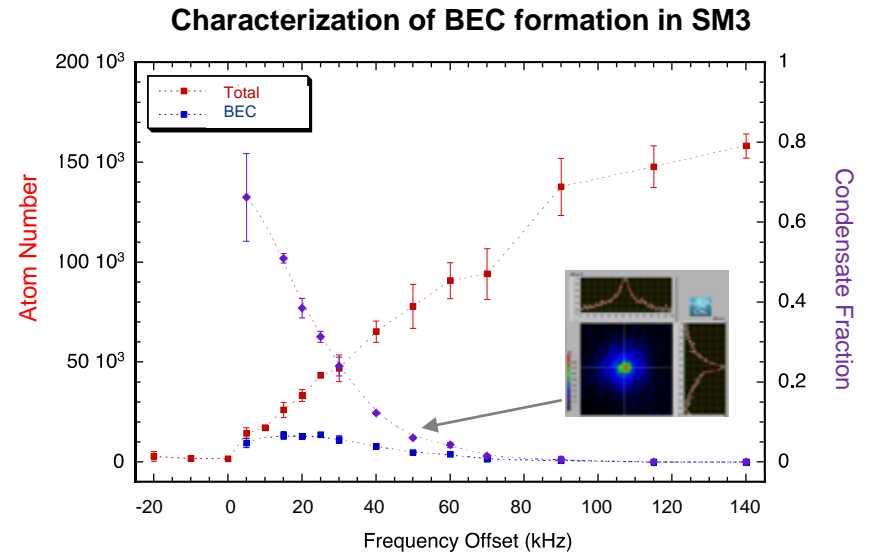 Characterization of BEC formation in SM3
200 10³
150 10³
100 10³
50 10³
0
Atom Number
Total
BEC
1
0.8
0.6
0.4
0.2
0
Condensate Fraction
-20 0 20 40 60 80 100 120 140
Frequency Offset (kHz)